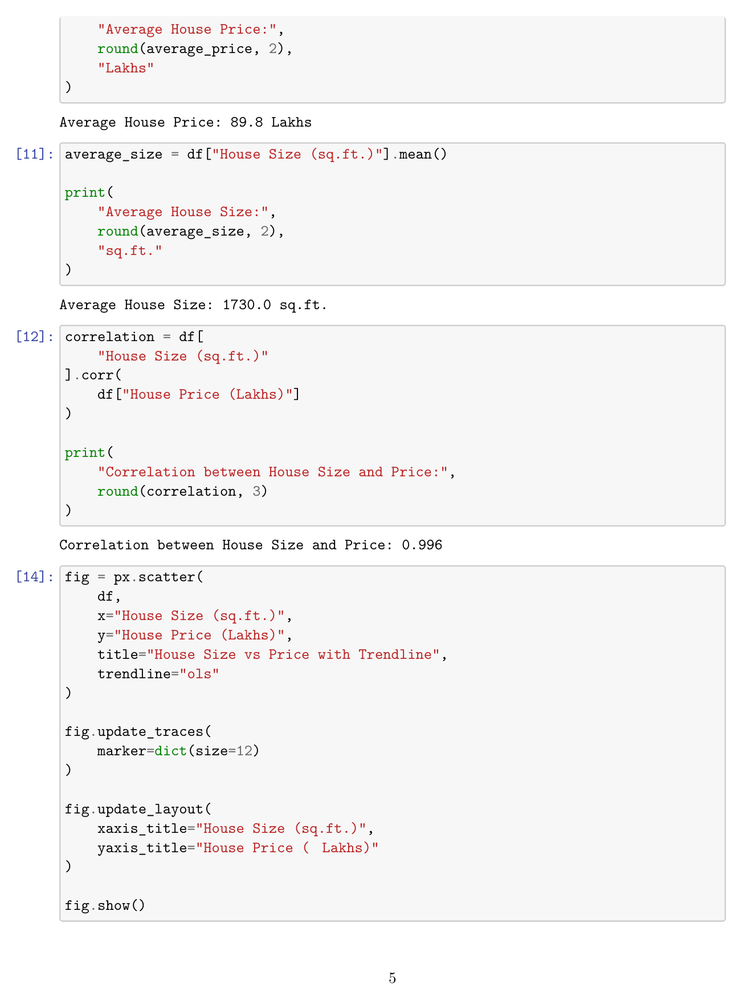 "Average House Price:",
    round(average_price, 2),
    "Lakhs"
)
Average House Price: 89.8 Lakhs
[11]: average_size = df["House Size (sq.ft.)"].mean()

print(
    "Average House Size:",
    round(average_size, 2),
    "sq.ft."
)
Average House Size: 1730.0 sq.ft.
[12]: correlation = df[
    "House Size (sq.ft.)"
].corr(
    df["House Price (Lakhs)"]
)

print(
    "Correlation between House Size and Price:",
    round(correlation, 3)
)
Correlation between House Size and Price: 0.996
[14]: fig = px.scatter(
    df,
    x="House Size (sq.ft.)",
    y="House Price (Lakhs)",
    title="House Size vs Price with Trendline",
    trendline="ols"
)

fig.update_traces(
    marker=dict(size=12)
)

fig.update_layout(
    xaxis_title="House Size (sq.ft.)",
    yaxis_title="House Price ( Lakhs)"
)

fig.show()
5